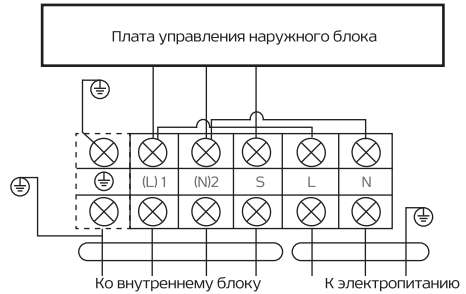 Плата управления наружного блока
(L) 1 (N)2 S L N
Ко внутреннему блоку К электропитанию